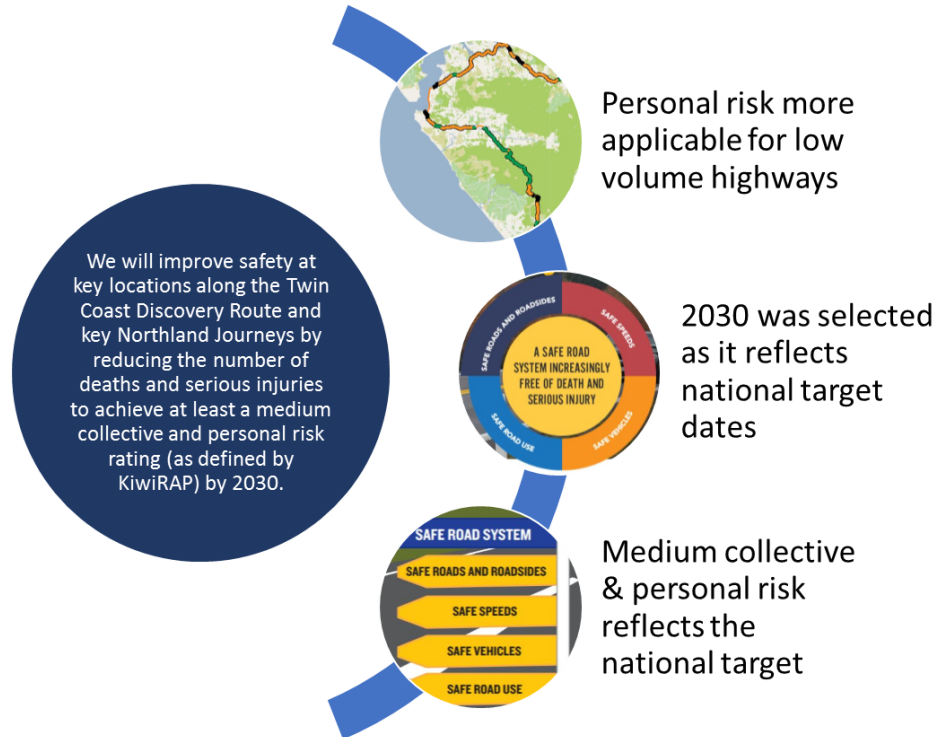 We will improve safety at
key locations along the Twin
Coast Discovery Route and
key Northland Journeys by
reducing the number of
deaths and serious injuries
to achieve at least a medium
collective and personal risk
rating (as defined by
KiwiRAP) by 2030.
Personal risk more
applicable for low
volume highways
SAFE ROADS AND ROADSIDES
SAFE SPEEDS
A SAFE ROAD
SYSTEM INCREASINGLY
FREE OF DEATH AND
SERIOUS INJURY
SAFE ROAD USE
SAFE VEHICLES
2030 was selected
as it reflects
national target
dates
SAFE ROAD SYSTEM
SAFE ROADS AND ROADSIDES
SAFE SPEEDS
SAFE VEHICLES
SAFE ROAD USE
Medium collective
& personal risk
reflects the
national target